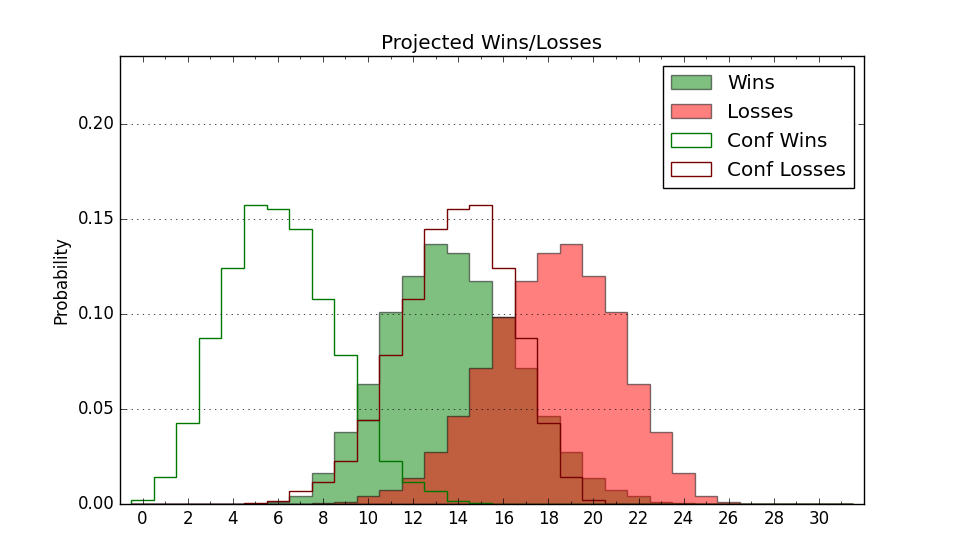 Projected Wins/Losses
Wins
Losses
Conf Wins
Conf Losses
Probability
0.20
0.15
0.10
0.05
0.00
0 2 4 6 8 10 12 14 16 18 20 22 24 26 28 30